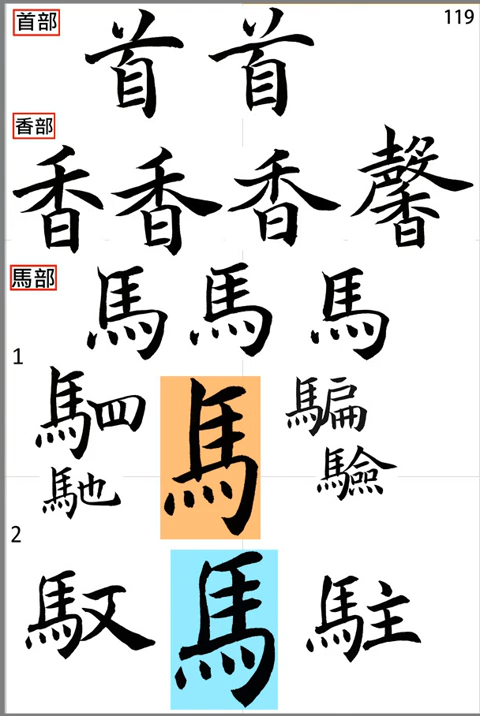 首部
119
首 首
香部
香 香 香 馨
馬部
馬 馬 馬
1
駟 馬 騙
馳 驗
2
馭 馬 駐